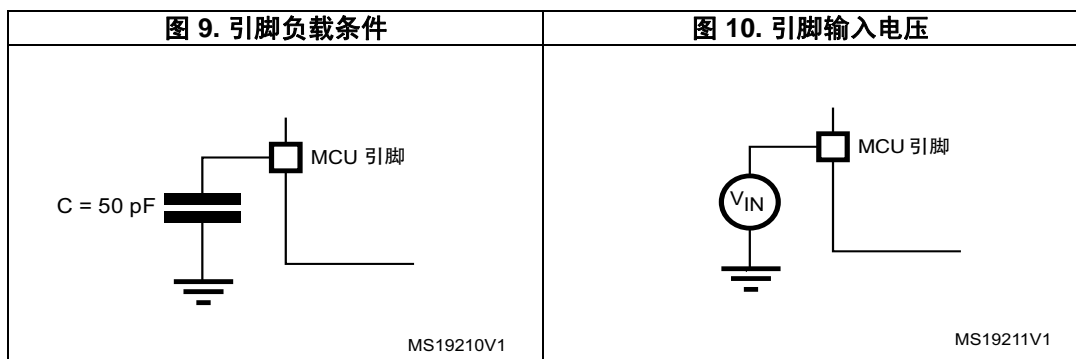 图 9. 引脚负载条件
图 10. 引脚输入电压
MCU 引脚
C = 50 pF
MS19210V1
MCU 引脚
VIN
MS19211V1